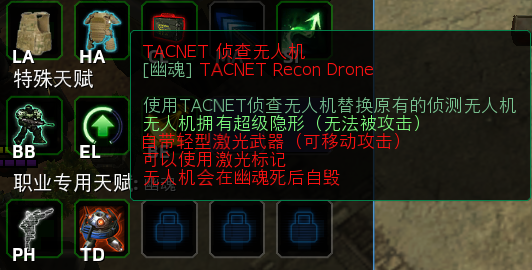 LA HA
特殊天赋
BB EL
职业专用天赋:幽魂
PH TD
TACNET 侦查无人机
[幽魂] TACNET Recon Drone
使用TACNET侦查无人机替换原有的侦测无人机
无人机拥有超级隐形（无法被攻击）
自带轻型激光武器（可移动攻击）
可以使用激光标记
无人机会在幽魂死后自毁